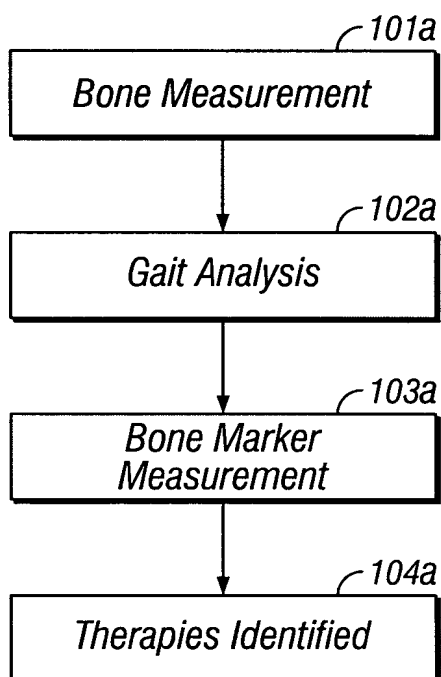 101a
Bone Measurement
102a
Gait Analysis
103a
Bone Marker
Measurement
104a
Therapies Identified